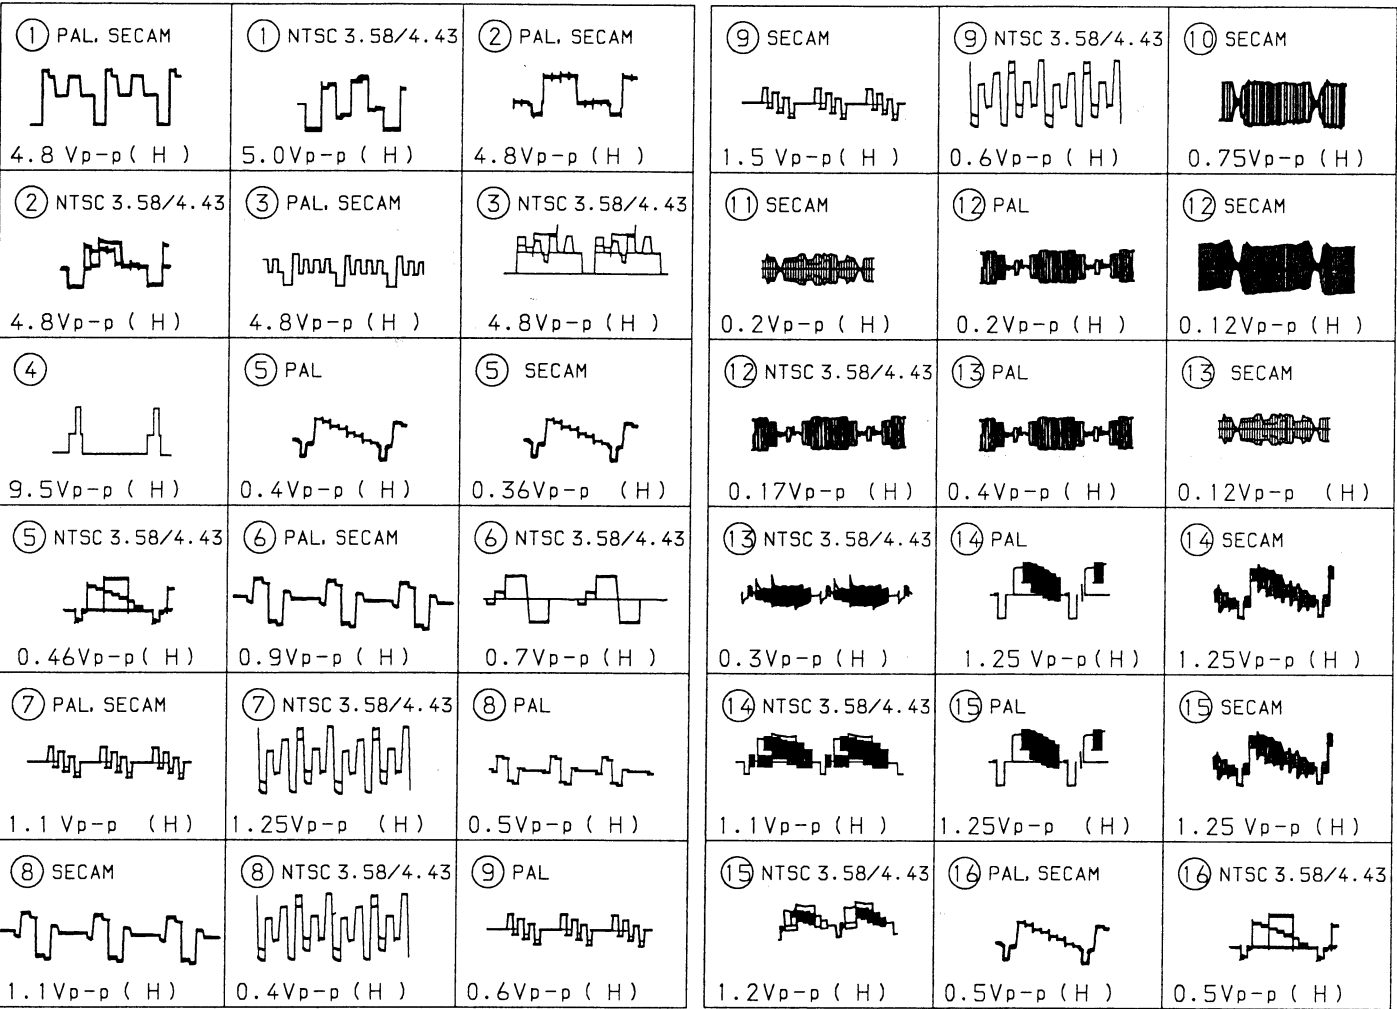 ① PAL, SECAM
4.8 Vp-p ( H )
① NTSC 3.58/4.43
5.0Vp-p ( H )
② PAL, SECAM
4.8Vp-p ( H )
② NTSC 3.58/4.43
4.8Vp-p ( H )
③ PAL, SECAM
4.8Vp-p ( H )
③ NTSC 3.58/4.43
4.8Vp-p ( H )
④
9.5Vp-p ( H )
⑤ PAL
0.4Vp-p ( H )
⑤ SECAM
0.36Vp-p (H)
⑤ NTSC 3.58/4.43
0.46Vp-p ( H )
⑥ PAL, SECAM
0.9Vp-p ( H )
⑥ NTSC 3.58/4.43
0.7Vp-p ( H )
⑦ PAL, SECAM
1.1 Vp-p (H)
⑦ NTSC 3.58/4.43
1.25Vp-p (H)
⑧ PAL
0.5Vp-p ( H )
⑧ SECAM
1.1Vp-p ( H )
⑧ NTSC 3.58/4.43
0.4Vp-p ( H )
⑨ PAL
0.6Vp-p ( H )
⑨ SECAM
1.5 Vp-p ( H )
⑨ NTSC 3.58/4.43
0.6Vp-p ( H )
⑩ SECAM
0.75Vp-p ( H )
⑪ SECAM
0.2Vp-p ( H )
⑫ PAL
0.2Vp-p ( H )
⑫ SECAM
0.12Vp-p ( H )
⑫ NTSC 3.58/4.43
0.17Vp-p (H)
⑬ PAL
0.4Vp-p ( H )
⑬ SECAM
0.12Vp-p (H)
⑬ NTSC 3.58/4.43
0.3Vp-p ( H )
⑭ PAL
1.25 Vp-p(H)
⑭ SECAM
1.25Vp-p ( H )
⑭ NTSC 3.58/4.43
1.1Vp-p ( H )
⑮ PAL
1.25Vp-p (H)
⑮ SECAM
1.25 Vp-p ( H )
⑮ NTSC 3.58/4.43
1.2Vp-p ( H )
⑯ PAL, SECAM
0.5Vp-p ( H )
⑯ NTSC 3.58/4.43
0.5Vp-p ( H )